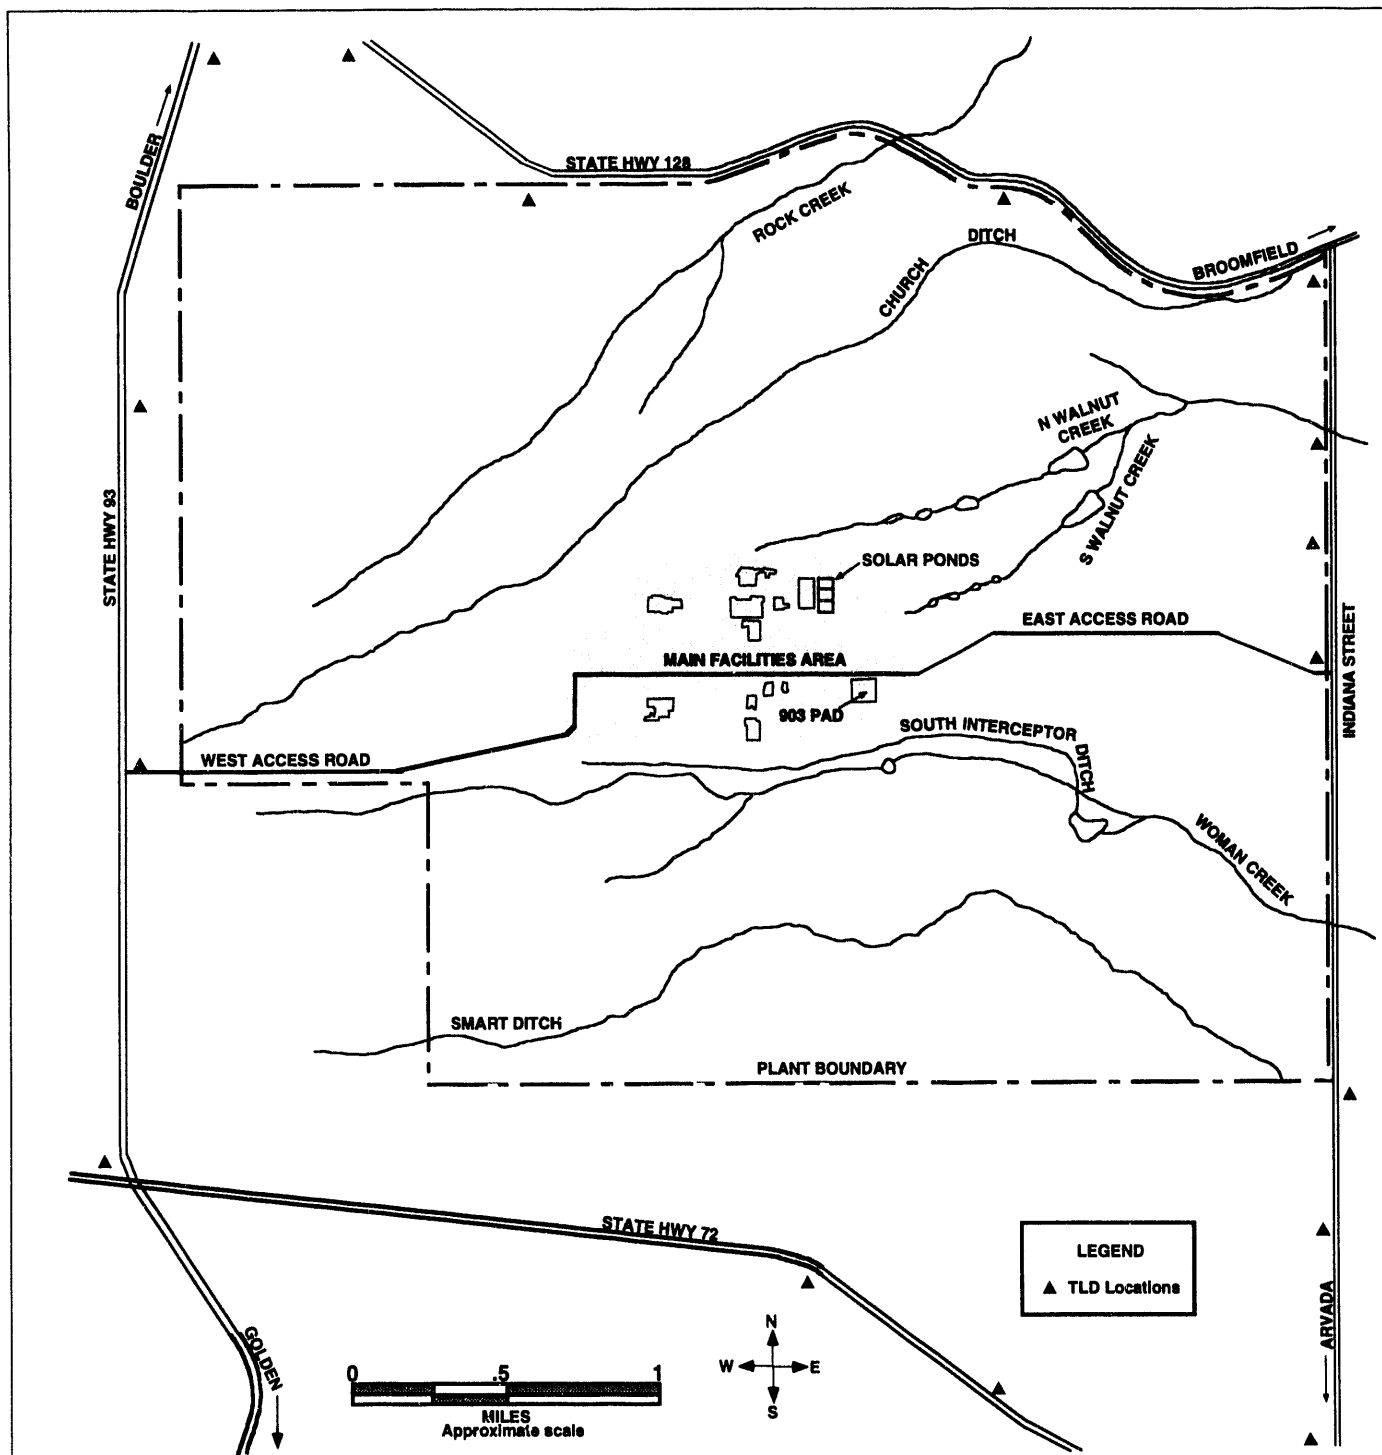 BOULDER
STATE HWY 128
ROCK CREEK
DITCH
CHURCH
BROOMFIELD
N WALNUT
CREEK
S WALNUT CREEK
STATE HWY 93
SOLAR PONDS
EAST ACCESS ROAD
INDIANA STREET
MAIN FACILITIES AREA
903 PAD
SOUTH INTERCEPTOR
DITCH
WEST ACCESS ROAD
WOMAN CREEK
SMART DITCH
PLANT BOUNDARY
STATE HWY 72
LEGEND
TLD Locations
ARVADA
GOLDEN
N
W E
S
0 .5 1
MILES
Approximate scale